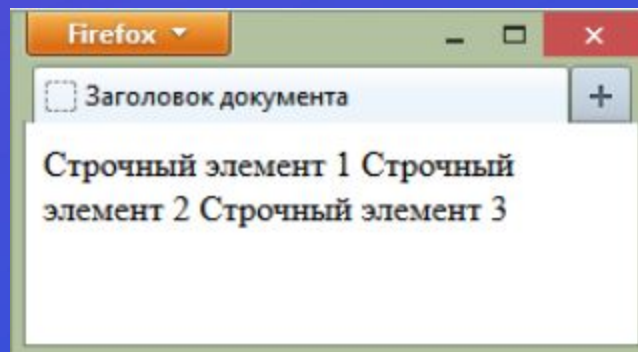 Firefox
Заголовок документа
Строчный элемент 1 Строчный
элемент 2 Строчный элемент 3